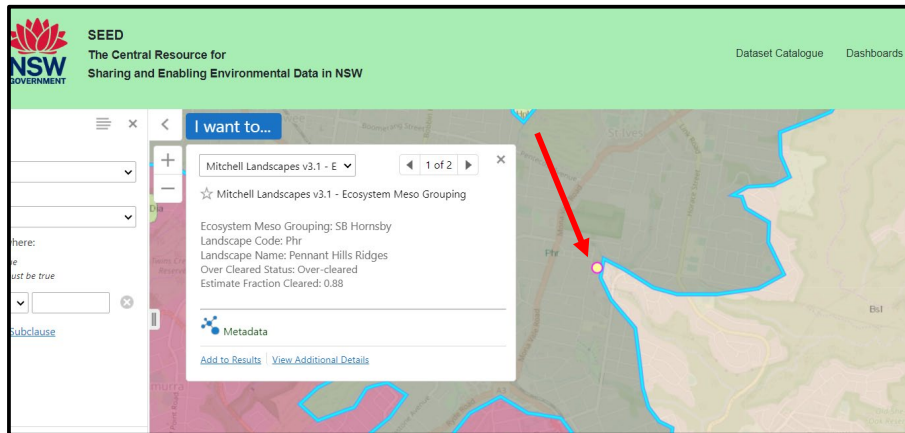 NSW
GOVERNMENT
SEED
The Central Resource for
Sharing and Enabling Environmental Data in NSW
Dataset Catalogue
Dashboards
I want to...
here:
ust be true
Subclause
Mitchell Landscapes v3.1 - E
1 of 2
Mitchell Landscapes v3.1 - Ecosystem Meso Grouping
Ecosystem Meso Grouping: SB Hornsby
Landscape Code: Phr
Landscape Name: Pennant Hills Ridges
Over Cleared Status: Over-cleared
Estimate Fraction Cleared: 0.88
Metadata
Add to Results
View Additional Details
St Ives
Phr
Bsl
A3